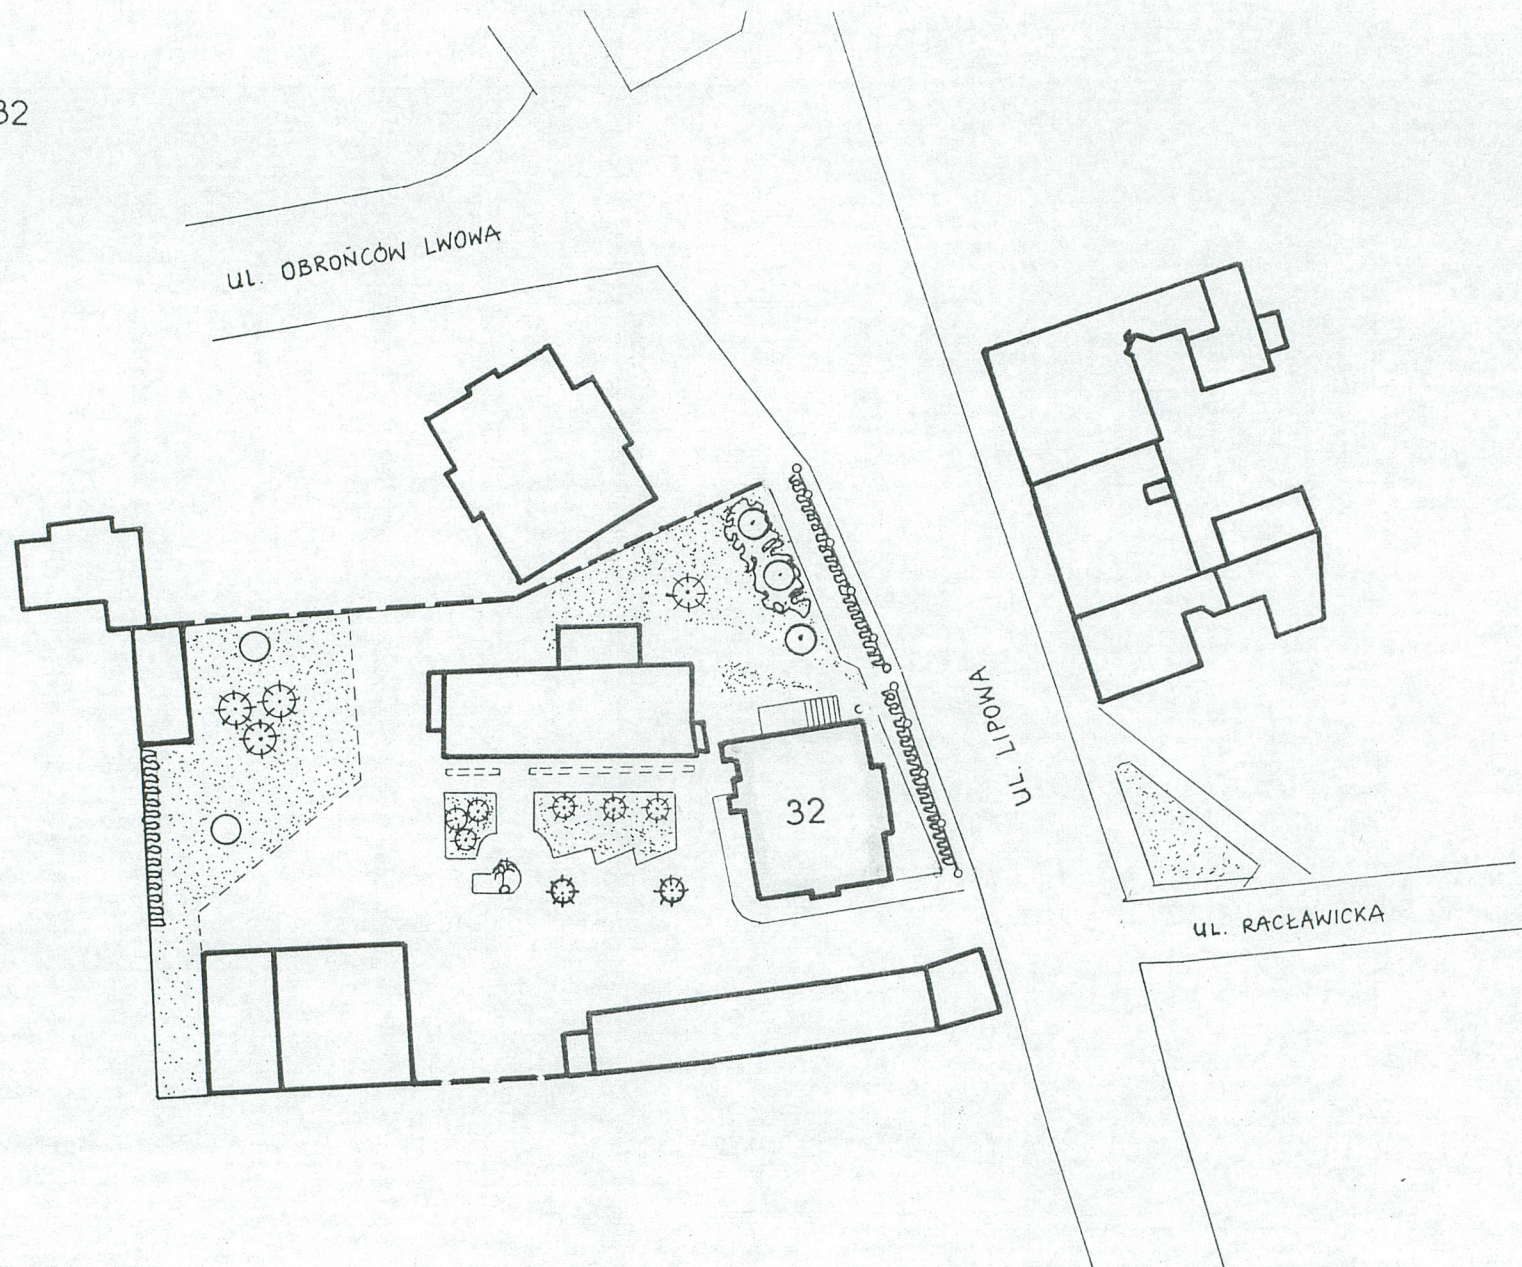 32
UL. OBROŃCÓW LWOWA
UL. LIPOWA
32
UL. RACŁAWICKA